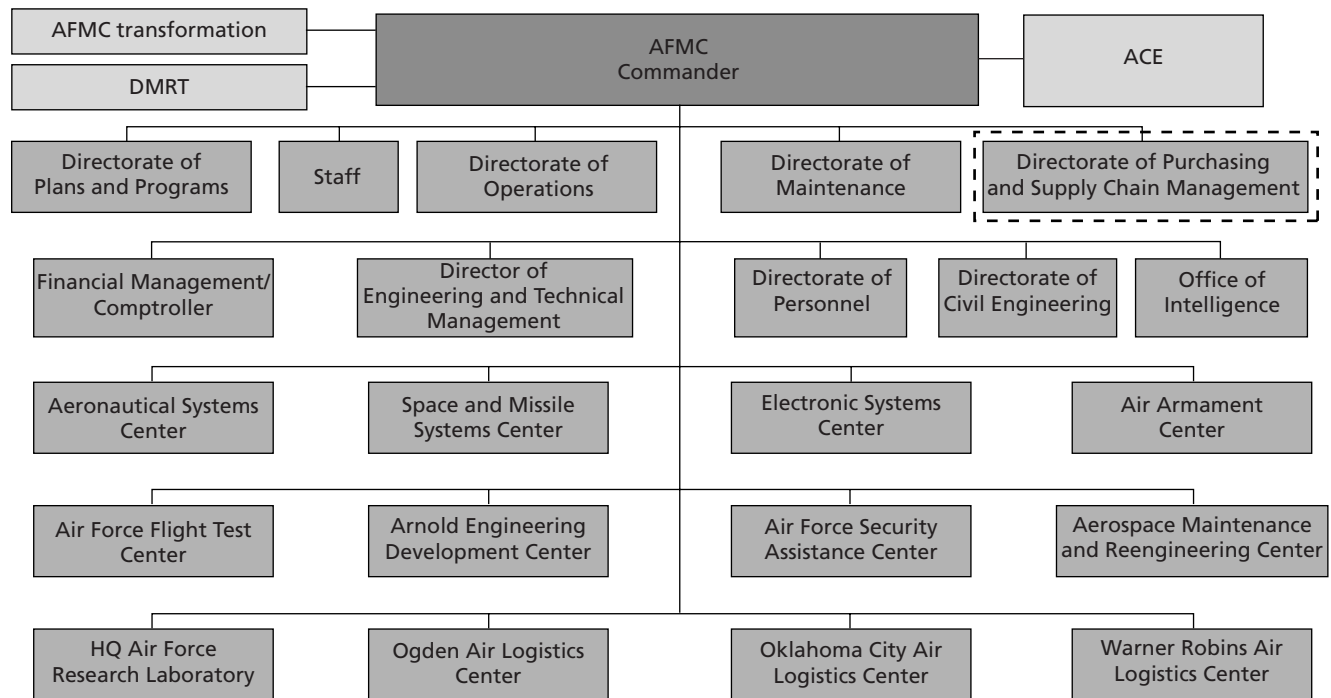 AFMC transformation
DMRT
AFMC
Commander
ACE
Directorate of
Plans and Programs
Staff
Directorate of
Operations
Directorate of
Maintenance
Directorate of Purchasing
and Supply Chain Management
Financial Management/
Comptroller
Director of
Engineering and Technical
Management
Directorate of
Personnel
Directorate of
Civil Engineering
Office of
Intelligence
Aeronautical Systems
Center
Space and Missile
Systems Center
Electronic Systems
Center
Air Armament
Center
Air Force Flight Test
Center
Arnold Engineering
Development Center
Air Force Security
Assistance Center
Aerospace Maintenance
and Reengineering Center
HQ Air Force
Research Laboratory
Ogden Air Logistics
Center
Oklahoma City Air
Logistics Center
Warner Robins Air
Logistics Center